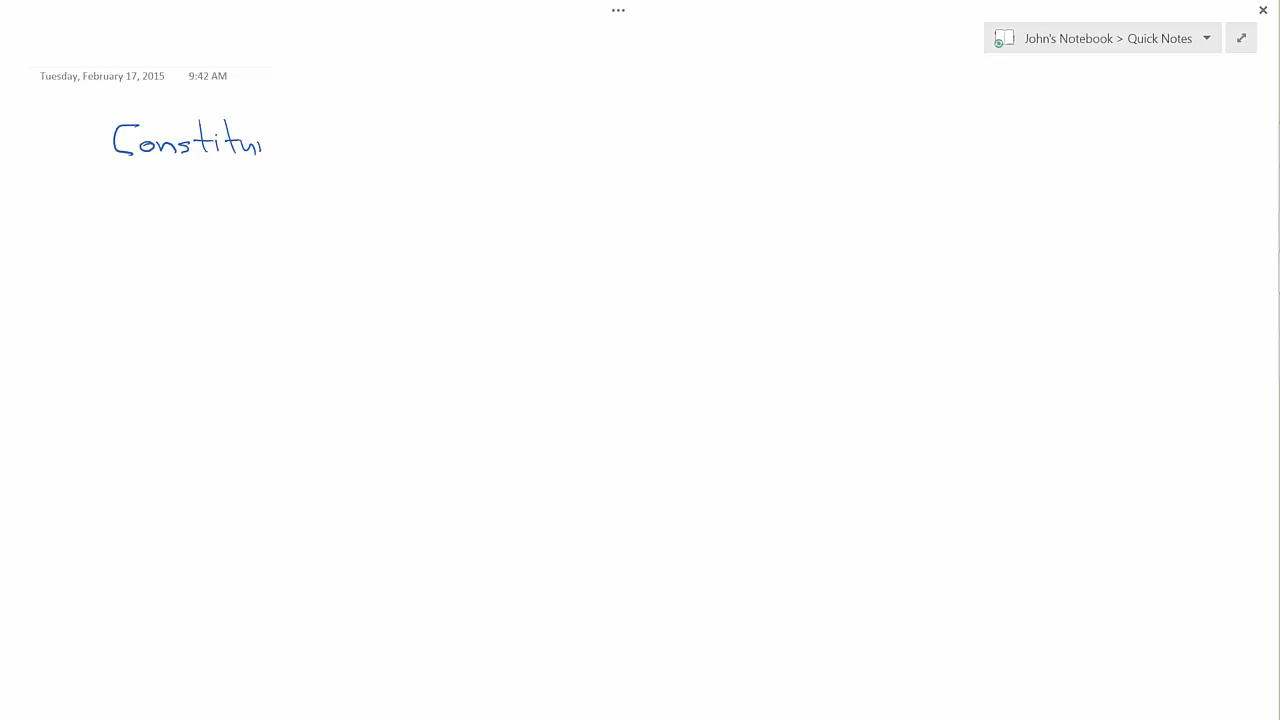 ...
John's Notebook > Quick Notes
Tuesday, February 17, 2015 9:42 AM
Constitu